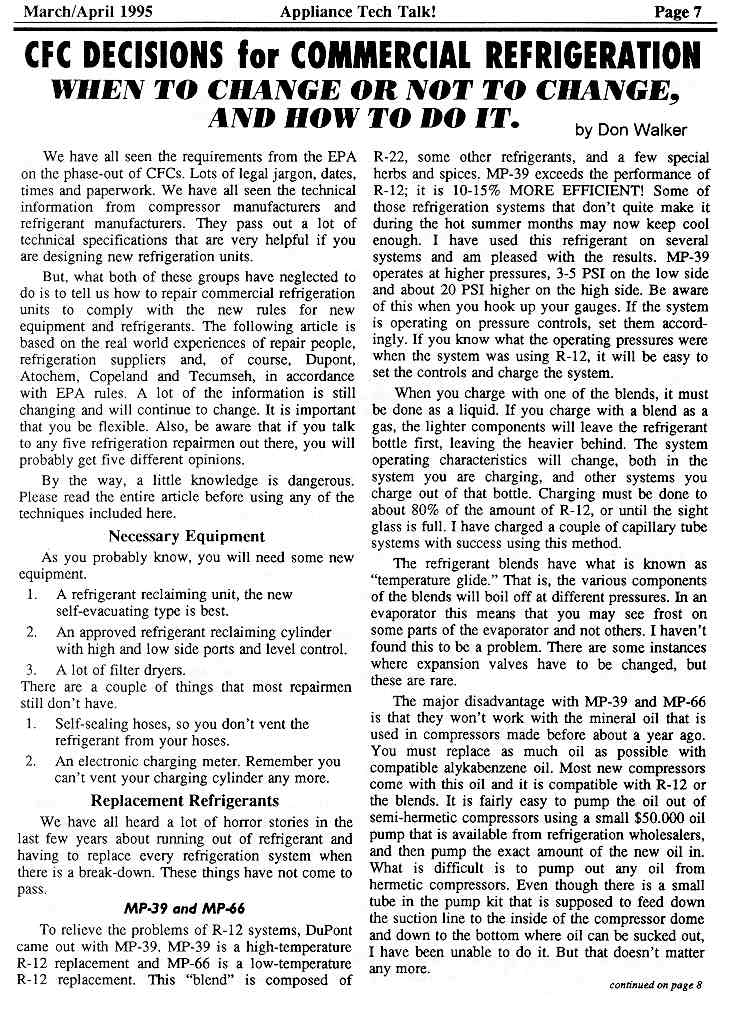 March/April 1995 Appliance Tech Talk! Page 7
CFC DECISIONS for COMMERCIAL REFRIGERATION
WHEN TO CHANGE OR NOT TO CHANGE,
AND HOW TO DO IT.
by Don Walker
We have all seen the requirements from the EPA
on the phase-out of CFCs. Lots of legal jargon, dates,
times and paperwork. We have all seen the technical
information from compressor manufacturers and
refrigerant manufacturers. They pass out a lot of
technical specifications that are very helpful if you
are designing new refrigeration units.
But, what both of these groups have neglected to
do is to tell us how to repair commercial refrigeration
units to comply with the new rules for new
equipment and refrigerants. The following article is
based on the real world experiences of repair people,
refrigeration suppliers and, of course, Dupont,
Atochem, Copeland and Tecumseh, in accordance
with EPA rules. A lot of the information is still
changing and will continue to change. It is important
that you be flexible. Also, be aware that if you talk
to any five refrigeration repairmen out there, you will
probably get five different opinions.
By the way, a little knowledge is dangerous.
Please read the entire article before using any of the
techniques included here.
Necessary Equipment
As you probably know, you will need some new
equipment.
1. A refrigerant reclaiming unit, the new
self-evacuating type is best.
2. An approved refrigerant reclaiming cylinder
with high and low side ports and level control.
3. A lot of filter dryers.
There are a couple of things that most repairmen
still don't have.
1. Self-sealing hoses, so you don't vent the
refrigerant from your hoses.
2. An electronic charging meter. Remember you
can't vent your charging cylinder any more.
Replacement Refrigerants
We have all heard a lot of horror stories in the
last few years about running out of refrigerant and
having to replace every refrigeration system when
there is a break-down. These things have not come to
pass.
MP-39 and MP-66
To relieve the problems of R-12 systems, DuPont
came out with MP-39. MP-39 is a high-temperature
R-12 replacement and MP-66 is a low-temperature
R-12 replacement. This "blend" is composed of
R-22, some other refrigerants, and a few special
herbs and spices. MP-39 exceeds the performance of
R-12; it is 10-15% MORE EFFICIENT! Some of
those refrigeration systems that don't quite make it
during the hot summer months may now keep cool
enough. I have used this refrigerant on several
systems and am pleased with the results. MP-39
operates at higher pressures, 3-5 PSI on the low side
and about 20 PSI higher on the high side. Be aware
of this when you hook up your gauges. If the system
is operating on pressure controls, set them accord-
ingly. If you know what the operating pressures were
when the system was using R-12, it will be easy to
set the controls and charge the system.
When you charge with one of the blends, it must
be done as a liquid. If you charge with a blend as a
gas, the lighter components will leave the refrigerant
bottle first, leaving the heavier behind. The system
operating characteristics will change, both in the
system you are charging, and other systems you
charge out of that bottle. Charging must be done to
about 80% of the amount of R-12, or until the sight
glass is full. I have charged a couple of capillary tube
systems with success using this method.
The refrigerant blends have what is known as
"temperature glide." That is, the various components
of the blends will boil off at different pressures. In an
evaporator this means that you may see frost on
some parts of the evaporator and not others. I haven't
found this to be a problem. There are some instances
where expansion valves have to be changed, but
these are rare.
The major disadvantage with MP-39 and MP-66
is that they won't work with the mineral oil that is
used in compressors made before about a year ago.
You must replace as much oil as possible with
compatible alykabenzene oil. Most new compressors
come with this oil and it is compatible with R-12 or
the blends. It is fairly easy to pump the oil out of
semi-hermetic compressors using a small $50.000 oil
pump that is available from refrigeration wholesalers,
and then pump the exact amount of the new oil in.
What is difficult is to pump out any oil from
hermetic compressors. Even though there is a small
tube in the pump kit that is supposed to feed down
the suction line to the inside of the compressor dome
and down to the bottom where oil can be sucked out,
I have been unable to do it. But that doesn't matter
any more.
continued on page 8